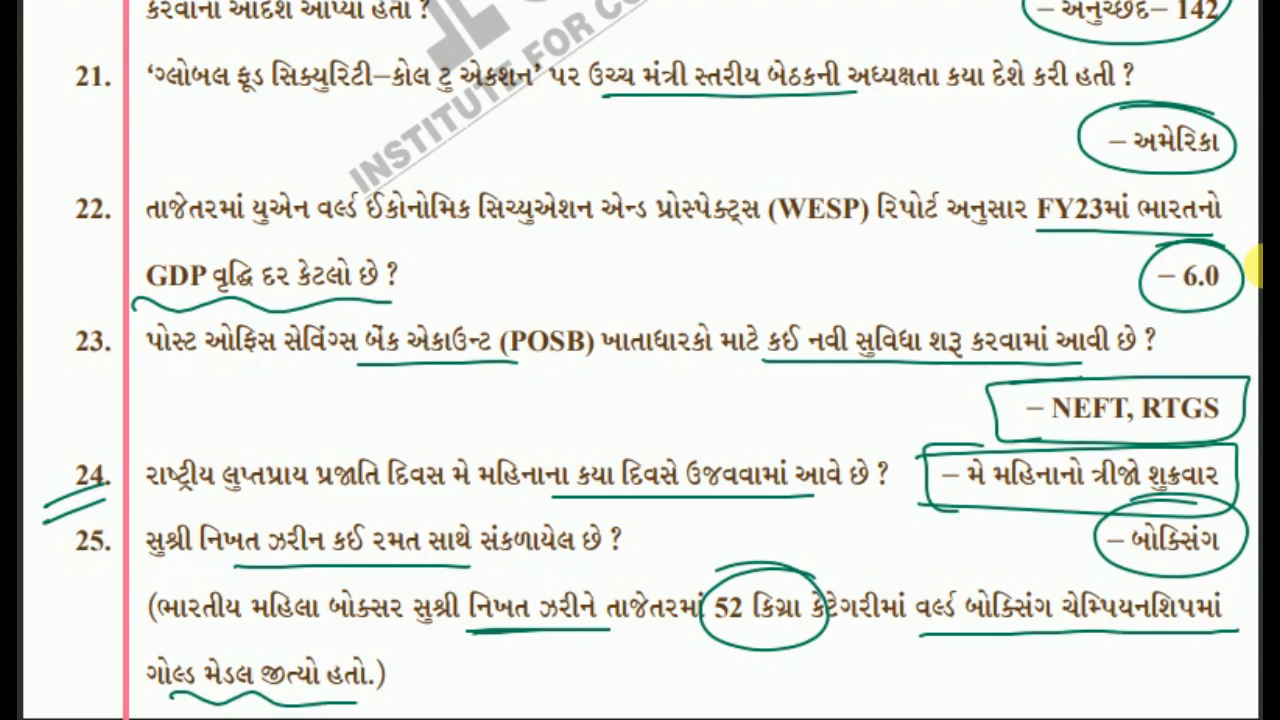 કરવાનો આદેશ આપ્યો હતો ? – અનુચ્છેદ– 142
21. ‘ગ્લોબલ ફૂડ સિક્યુરિટી–કોલ ટુ એક્શન’ પર ઉચ્ચ મંત્રી સ્તરીય બેઠકની અધ્યક્ષતા કયા દેશે કરી હતી ?
– અમેરિકા
22. તાજેતરમાં યુએન વર્લ્ડ ઈકોનોમિક સિચ્યુએશન એન્ડ પ્રોસ્પેક્ટ્સ (WESP) રિપોર્ટ અનુસાર FY23માં ભારતનો
GDP વૃદ્ધિ દર કેટલો છે ? – 6.0
23. પોસ્ટ ઓફિસ સેવિંગ્સ બેંક એકાઉન્ટ (POSB) ખાતાધારકો માટે કઈ નવી સુવિધા શરૂ કરવામાં આવી છે ?
– NEFT, RTGS
24. રાષ્ટ્રીય લુપ્તપ્રાય પ્રજાતિ દિવસ મે મહિનાના કયા દિવસે ઉજવવામાં આવે છે ? – મે મહિનાનો ત્રીજો શુક્રવાર
25. સુશ્રી નિખત ઝરીન કઈ રમત સાથે સંકળાયેલ છે ? – બોક્સિંગ
(ભારતીય મહિલા બોક્સર સુશ્રી નિખત ઝરીને તાજેતરમાં 52 કિગ્રા કેટેગરીમાં વર્લ્ડ બોક્સિંગ ચેમ્પિયનશિપમાં
ગોલ્ડ મેડલ જીત્યો હતો.)
INSTITUTE FOR